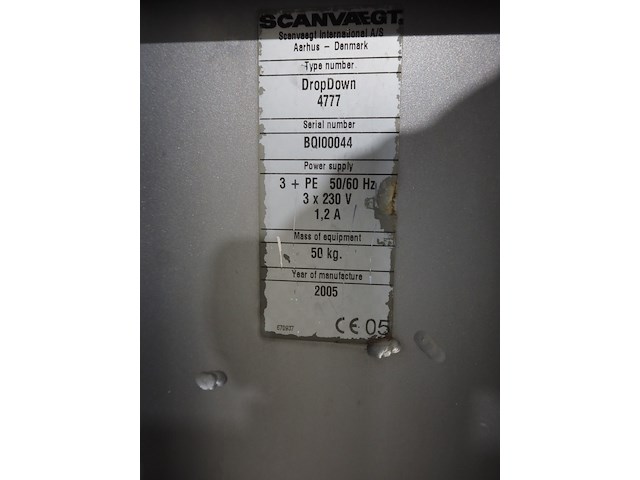 SCANVAEGT.
Scanvaegt International A/S
Aarhus - Denmark
Type number
DropDown
4777
Serial number
BQI00044
Power supply
3 + PE 50/60 Hz
3 x 230 V
1,2 A
Mass of equipment
50 kg.
Year of manufacture
2005
CE 05